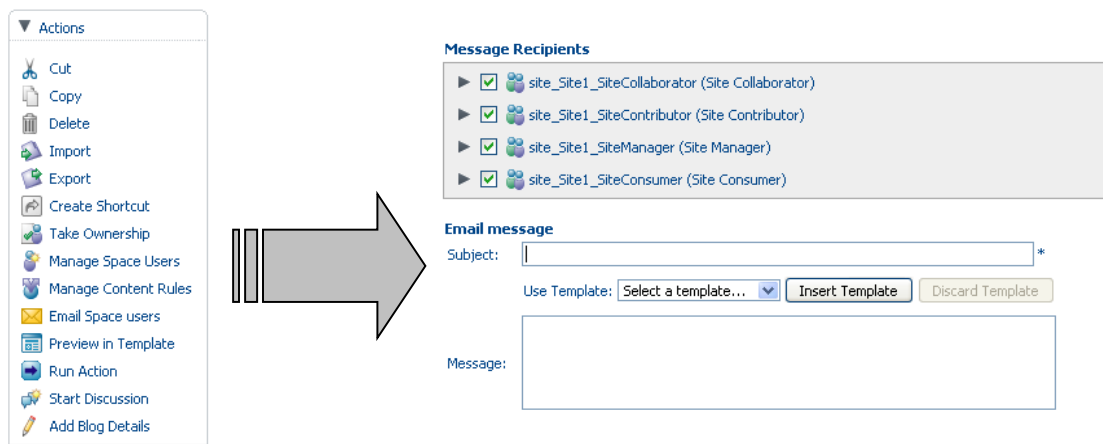 Actions
Cut
Copy
Delete
Import
Export
Create Shortcut
Take Ownership
Manage Space Users
Manage Content Rules
Email Space users
Preview in Template
Run Action
Start Discussion
Add Blog Details
Message Recipients
site_Site1_SiteCollaborator (Site Collaborator)
site_Site1_SiteContributor (Site Contributor)
site_Site1_SiteManager (Site Manager)
site_Site1_SiteConsumer (Site Consumer)
Email message
Subject: *
Use Template: Select a template... Insert Template Discard Template
Message: